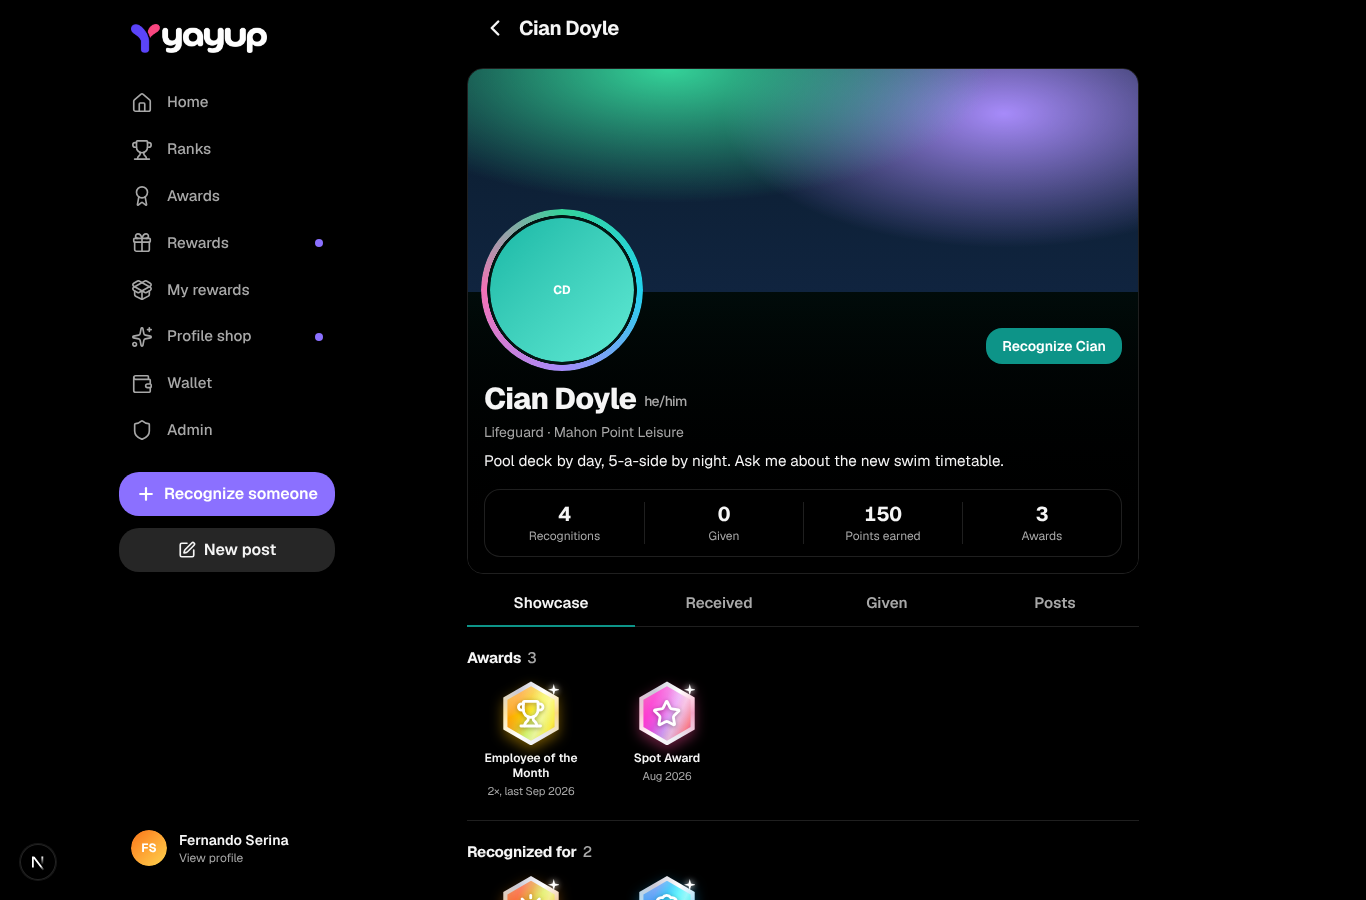 yayup
Home
Ranks
Awards
Rewards
My rewards
Profile shop
Wallet
Admin
Recognize someone
New post
Fernando Serina
View profile
FS
N
Cian Doyle
CD
Recognize Cian
Cian Doyle he/him
Lifeguard · Mahon Point Leisure
Pool deck by day, 5-a-side by night. Ask me about the new swim timetable.
4
Recognitions
0
Given
150
Points earned
3
Awards
Showcase
Received
Given
Posts
Awards 3
Employee of the
Month
2×, last Sep 2026
Spot Award
Aug 2026
Recognized for 2